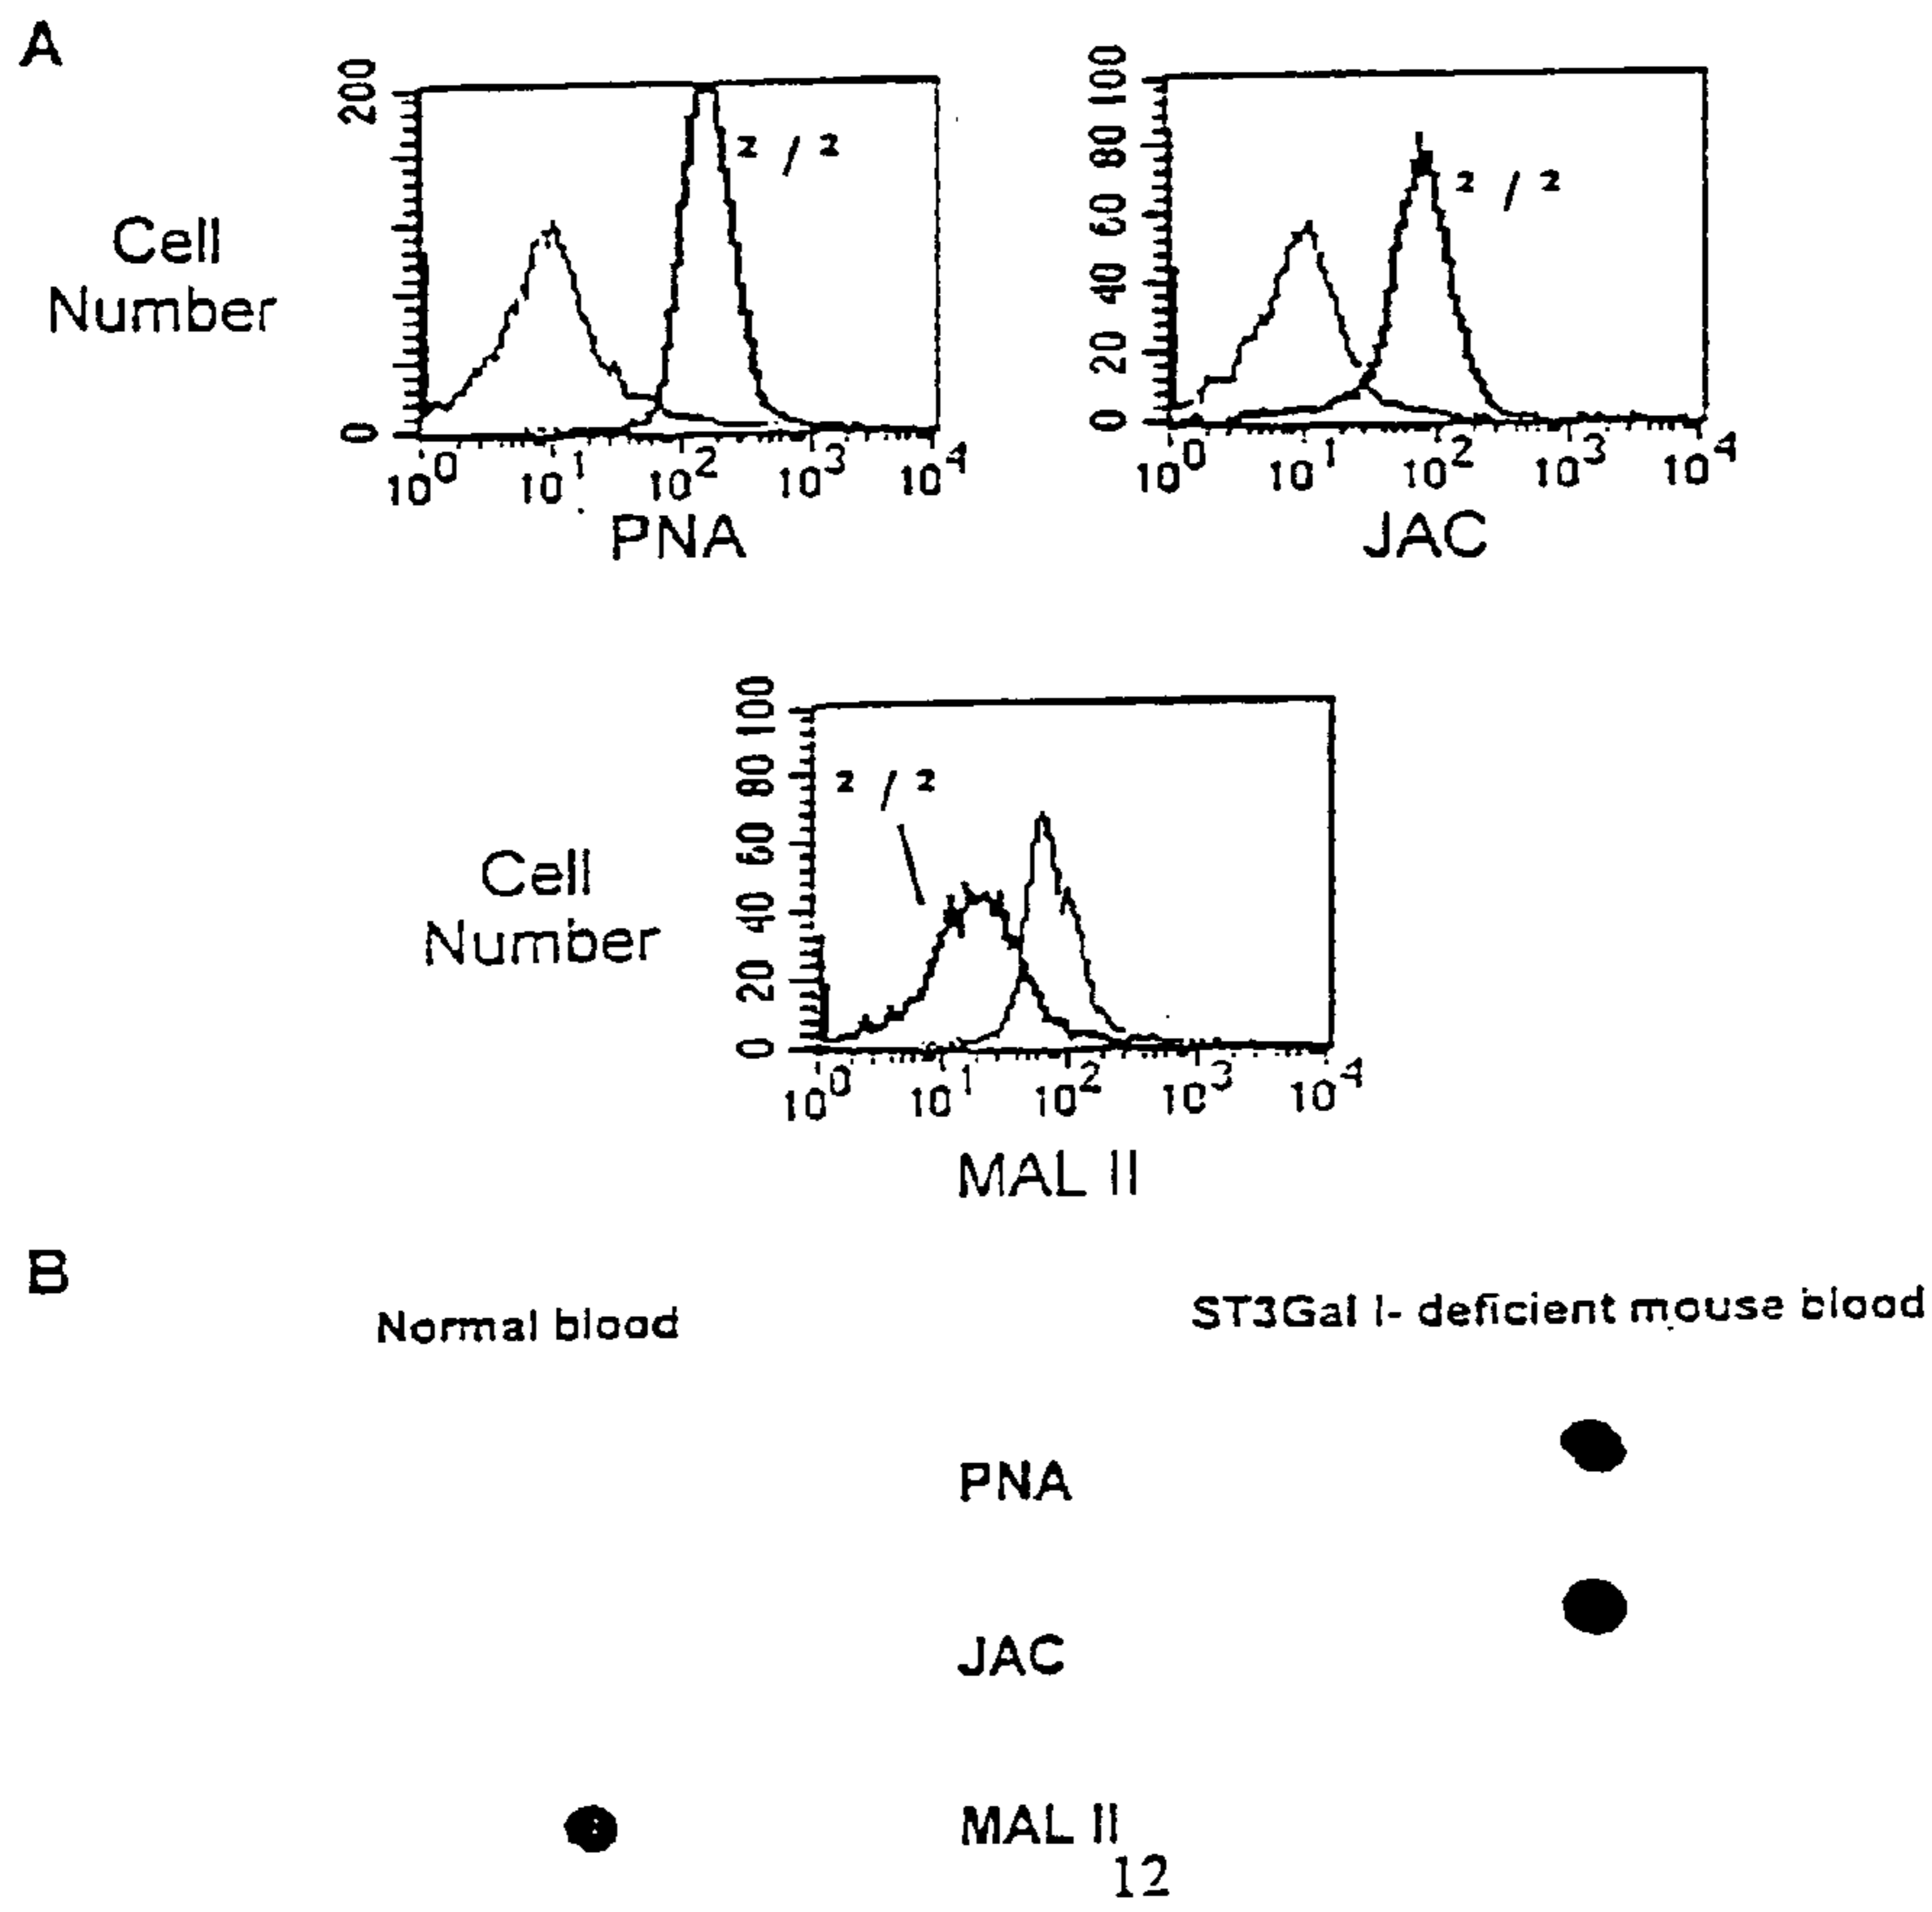 A
200
0
Cell
Number
z / 2
10^0 10^1 10^2 10^3 10^4
PNA
100
80
60
40
20
0
2 / 2
10^0 10^1 10^2 10^3 10^4
JAC
100
80
60
40
20
0
Cell
Number
2 / 2
10^0 10^1 10^2 10^3 10^4
MAL II
B
Normal blood
ST3Gal I- deficient mouse blood
PNA
JAC
MAL II
12